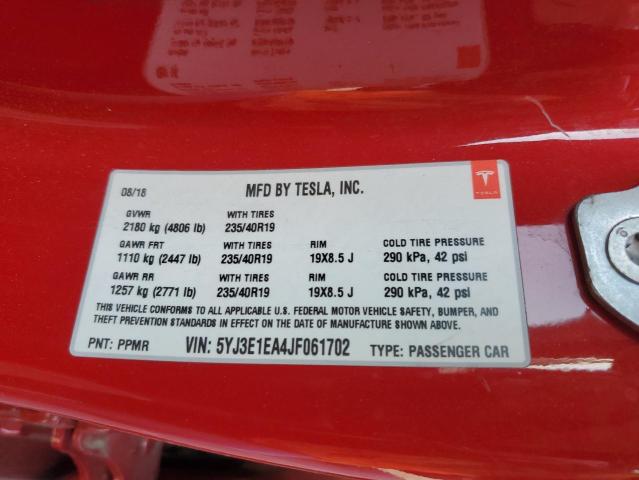 08/18 MFD BY TESLA, INC.
GVWR WITH TIRES
2180 kg (4806 lb) 235/40R19
GAWR FRT WITH TIRES RIM COLD TIRE PRESSURE
1110 kg (2447 lb) 235/40R19 19X8.5 J 290 kPa, 42 psi
GAWR RR WITH TIRES RIM COLD TIRE PRESSURE
1257 kg (2771 lb) 235/40R19 19X8.5 J 290 kPa, 42 psi
THIS VEHICLE CONFORMS TO ALL APPLICABLE U.S. FEDERAL MOTOR VEHICLE SAFETY, BUMPER, AND
THEFT PREVENTION STANDARDS IN EFFECT ON THE DATE OF MANUFACTURE SHOWN ABOVE.
PNT: PPMR VIN: 5YJ3E1EA4JF061702 TYPE: PASSENGER CAR
TESLA